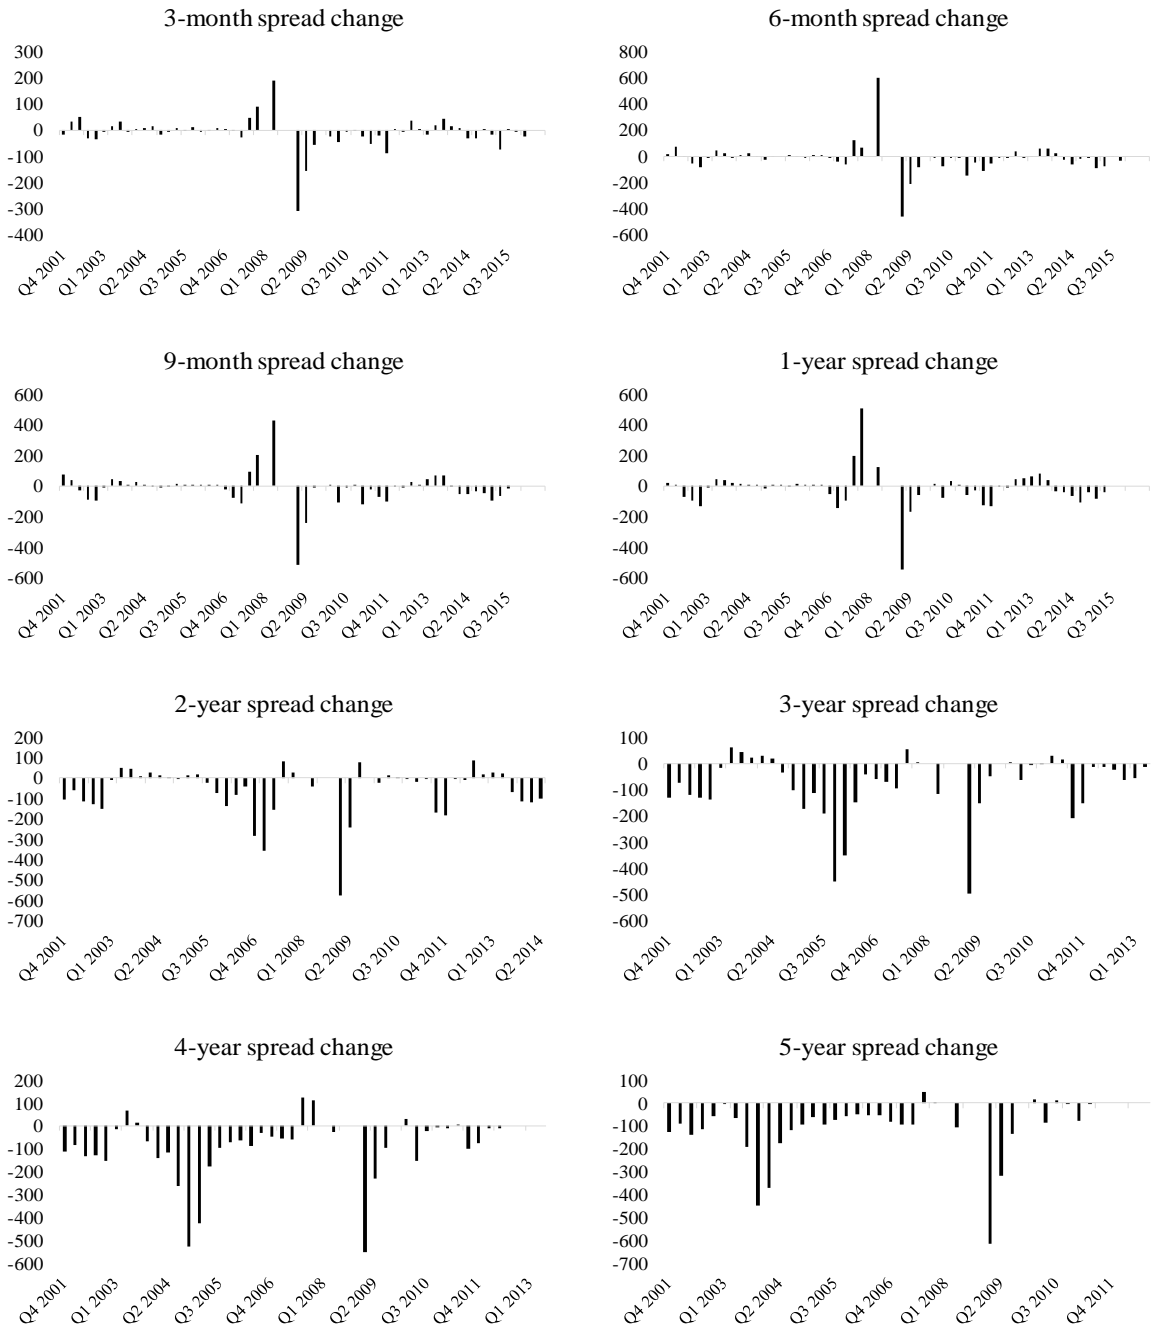 3-month spread change
300
200
100
0
-100
-200
-300
-400
Q4 2001
Q1 2003
Q2 2004
Q3 2005
Q4 2006
Q1 2008
Q2 2009
Q3 2010
Q4 2011
Q1 2013
Q2 2014
Q3 2015
6-month spread change
800
600
400
200
0
-200
-400
-600
Q4 2001
Q1 2003
Q2 2004
Q3 2005
Q4 2006
Q1 2008
Q2 2009
Q3 2010
Q4 2011
Q1 2013
Q2 2014
Q3 2015
9-month spread change
600
400
200
0
-200
-400
-600
Q4 2001
Q1 2003
Q2 2004
Q3 2005
Q4 2006
Q1 2008
Q2 2009
Q3 2010
Q4 2011
Q1 2013
Q2 2014
Q3 2015
1-year spread change
600
400
200
0
-200
-400
-600
Q4 2001
Q1 2003
Q2 2004
Q3 2005
Q4 2006
Q1 2008
Q2 2009
Q3 2010
Q4 2011
Q1 2013
Q2 2014
Q3 2015
2-year spread change
200
100
0
-100
-200
-300
-400
-500
-600
-700
Q4 2001
Q1 2003
Q2 2004
Q3 2005
Q4 2006
Q1 2008
Q2 2009
Q3 2010
Q4 2011
Q1 2013
Q2 2014
3-year spread change
100
0
-100
-200
-300
-400
-500
-600
Q4 2001
Q1 2003
Q2 2004
Q3 2005
Q4 2006
Q1 2008
Q2 2009
Q3 2010
Q4 2011
Q1 2013
4-year spread change
200
100
0
-100
-200
-300
-400
-500
-600
Q4 2001
Q1 2003
Q2 2004
Q3 2005
Q4 2006
Q1 2008
Q2 2009
Q3 2010
Q4 2011
Q1 2013
5-year spread change
100
0
-100
-200
-300
-400
-500
-600
-700
Q4 2001
Q1 2003
Q2 2004
Q3 2005
Q4 2006
Q1 2008
Q2 2009
Q3 2010
Q4 2011